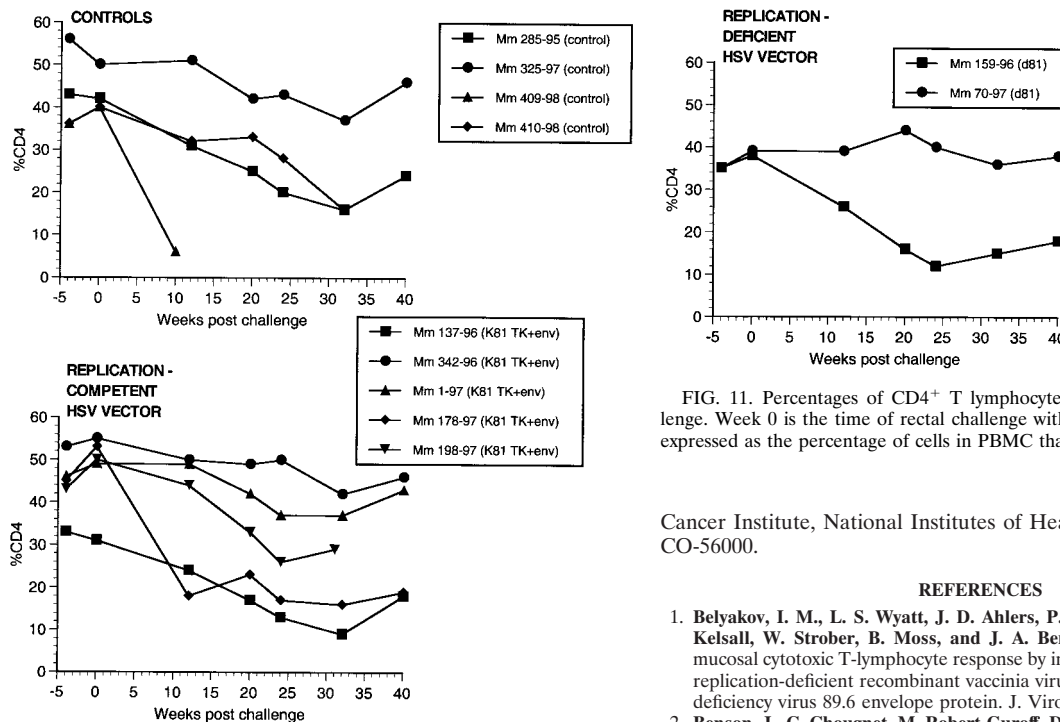 CONTROLS
60
50
40
30
20
10
0
%CD4
-5 0 10 15 20 25 30 35 40
Weeks post challenge
Mm 285-95 (control)
Mm 325-97 (control)
Mm 409-98 (control)
Mm 410-98 (control)
REPLICATION -
COMPETENT
HSV VECTOR
60
50
40
30
20
10
0
%CD4
-5 0 5 10 15 20 25 30 35 40
Weeks post challenge
Mm 137-96 (K81 TK+env)
Mm 342-96 (K81 TK+env)
Mm 1-97 (K81 TK+env)
Mm 178-97 (K81 TK+env)
Mm 198-97 (K81 TK+env)
REPLICATION -
DEFICIENT
HSV VECTOR
60
50
40
30
20
10
0
%CD4
-5 0 5 10 15 20 25 30 35 40
Weeks post challenge
Mm 159-96 (d81)
Mm 70-97 (d81)
FIG. 11. Percentages of CD4+ T lymphocyte
lenge. Week 0 is the time of rectal challenge with
expressed as the percentage of cells in PBMC tha
Cancer Institute, National Institutes of Hea
CO-56000.
REFERENCES
1. Belyakov, I. M., L. S. Wyatt, J. D. Ahlers, P.
Kelsall, W. Strober, B. Moss, and J. A. Ber
mucosal cytotoxic T-lymphocyte response by in
replication-deficient recombinant vaccinia viru
deficiency virus 89.6 envelope protein. J. Viro